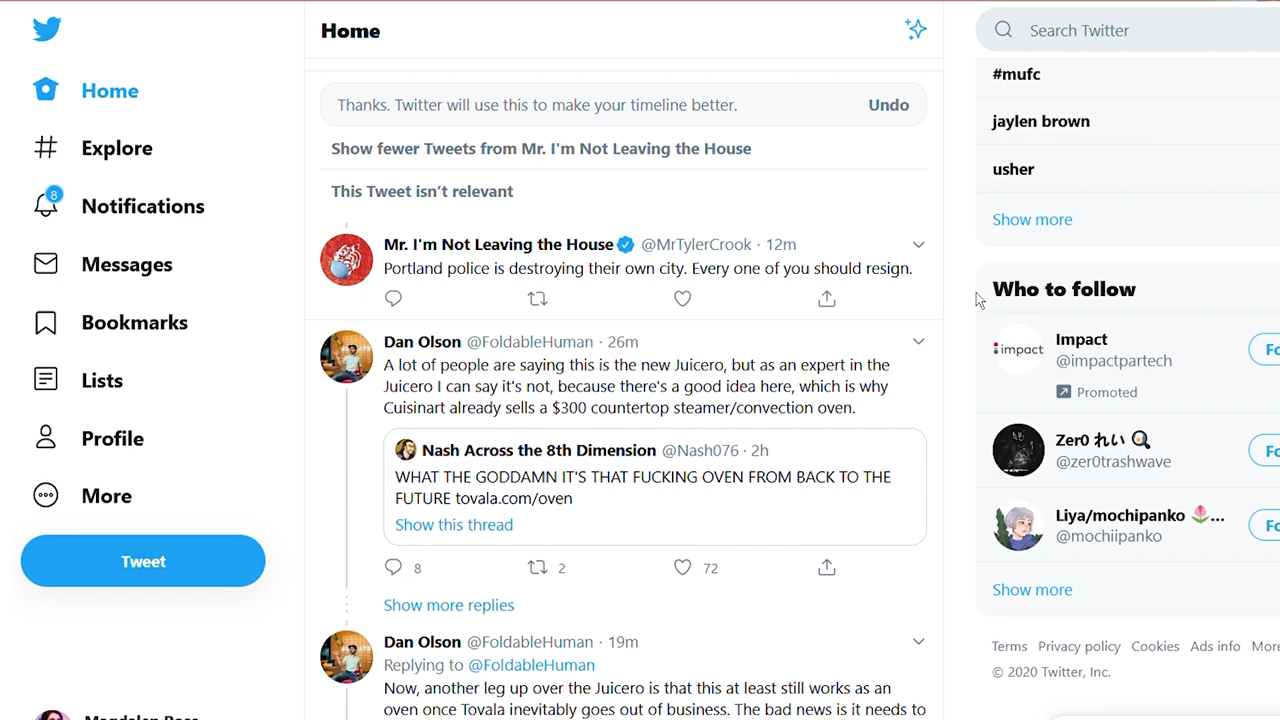 Home
Search Twitter
Home
Explore
8
Notifications
Messages
Bookmarks
Lists
Profile
More
Tweet
Thanks. Twitter will use this to make your timeline better.
Undo
Show fewer Tweets from Mr. I'm Not Leaving the House
This Tweet isn’t relevant
Mr. I'm Not Leaving the House @MrTylerCrook · 12m
Portland police is destroying their own city. Every one of you should resign.
Dan Olson @FoldableHuman · 26m
A lot of people are saying this is the new Juicero, but as an expert in the
Juicero I can say it's not, because there's a good idea here, which is why
Cuisinart already sells a $300 countertop steamer/convection oven.
Nash Across the 8th Dimension @Nash076 · 2h
WHAT THE GODDAMN IT'S THAT FUCKING OVEN FROM BACK TO THE
FUTURE tovala.com/oven
Show this thread
8 2 72
Show more replies
Dan Olson @FoldableHuman · 19m
Replying to @FoldableHuman
Now, another leg up over the Juicero is that this at least still works as an
oven once Tovala inevitably goes out of business. The bad news is it needs to
#mufc
jaylen brown
usher
Show more
Who to follow
impact
Impact
@impactpartech
Promoted
Fo
Zer0 れい 🔍
@zer0trashwave
Fo
Liya/mochipanko 🌷...
@mochiipanko
Fo
Show more
Terms Privacy policy Cookies Ads info More
© 2020 Twitter, Inc.